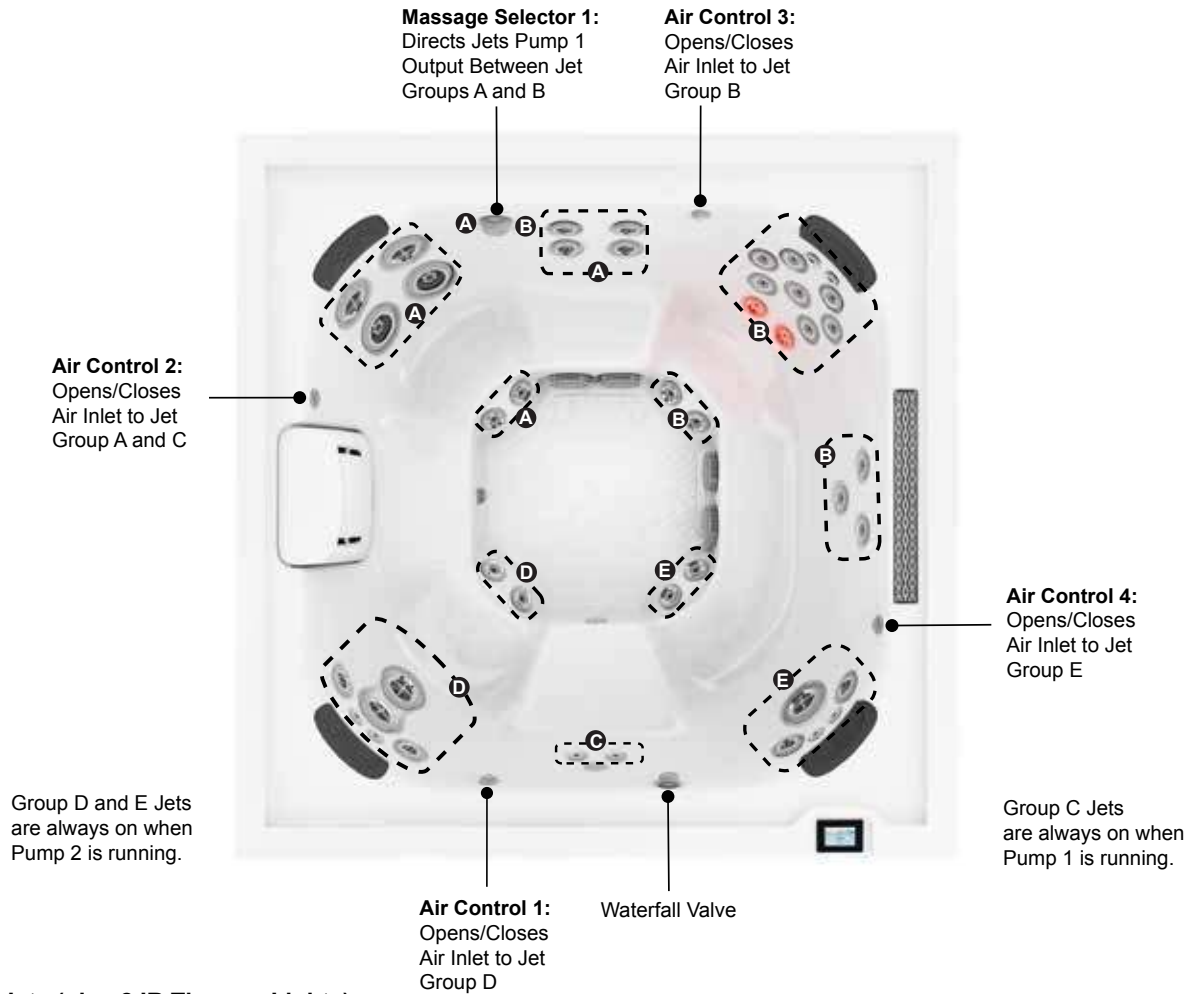 Massage Selector 1:
Directs Jets Pump 1
Output Between Jet
Groups A and B
Air Control 3:
Opens/Closes
Air Inlet to Jet
Group B
A
B
A
A
B
Air Control 2:
Opens/Closes
Air Inlet to Jet
Group A and C
A
B
B
D
E
Air Control 4:
Opens/Closes
Air Inlet to Jet
Group E
D
E
C
Group D and E Jets
are always on when
Pump 2 is running.
Group C Jets
are always on when
Pump 1 is running.
Air Control 1:
Opens/Closes
Air Inlet to Jet
Group D
Waterfall Valve